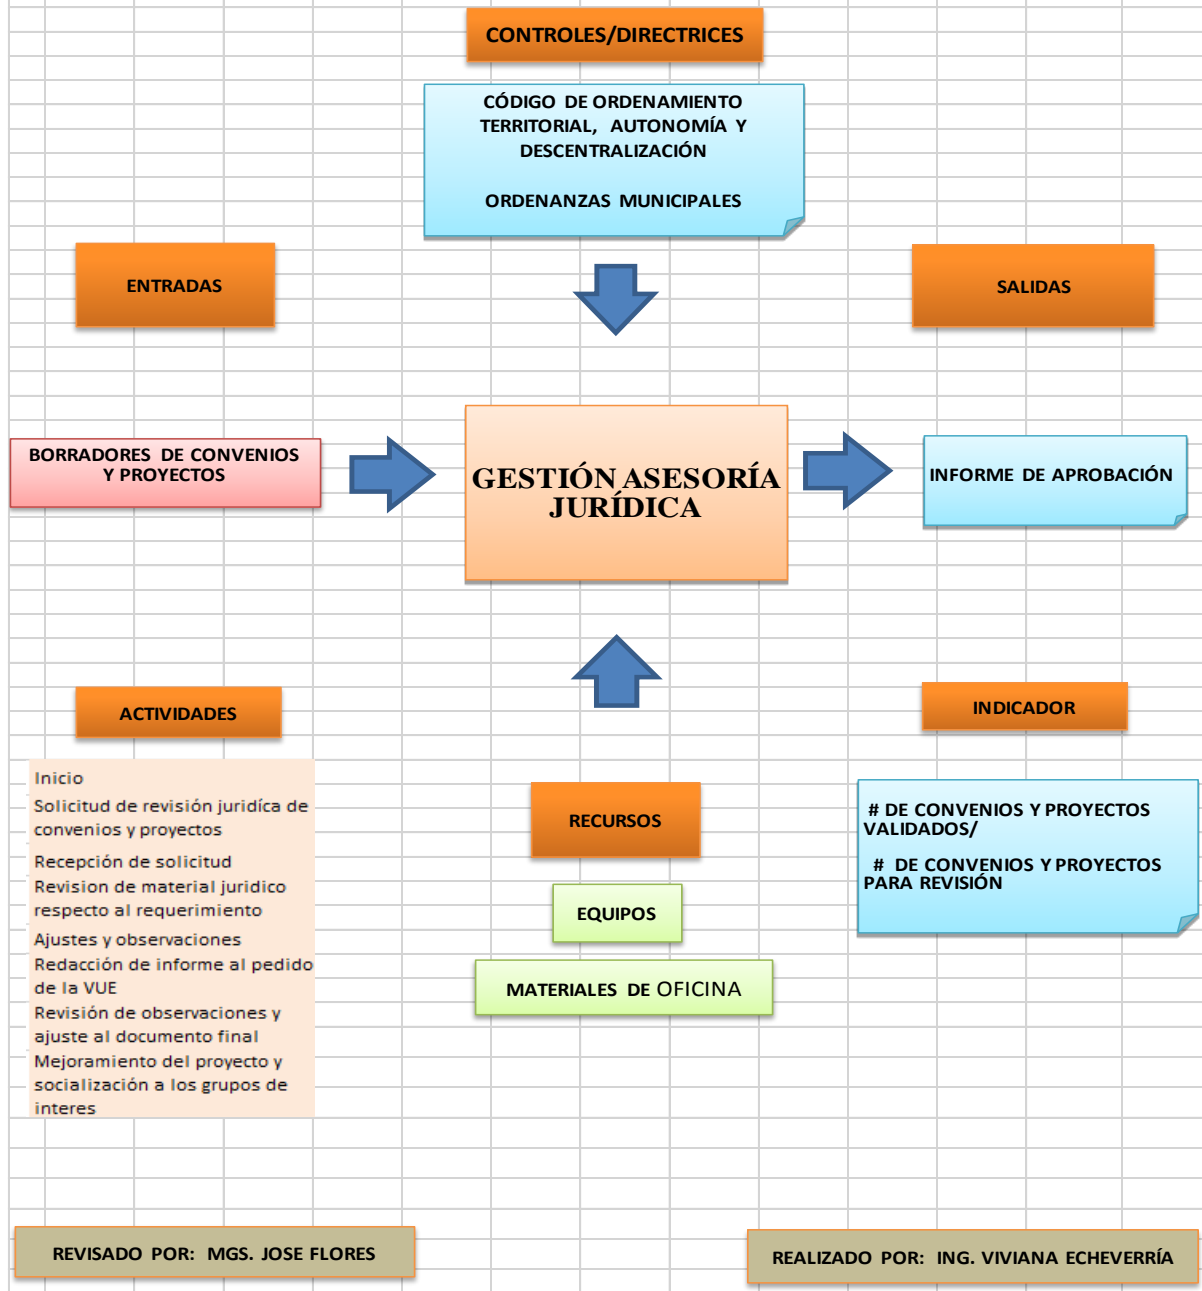 CONTROLES/DIRECTRICES
CÓDIGO DE ORDENAMIENTO
TERRITORIAL, AUTONOMÍA Y
DESCENTRALIZACIÓN
ORDENANZAS MUNICIPALES
ENTRADAS
SALIDAS
BORRADORES DE CONVENIOS
Y PROYECTOS
GESTIÓN ASESORÍA
JURÍDICA
INFORME DE APROBACIÓN
ACTIVIDADES
Inicio
Solicitud de revisión juridíca de
convenios y proyectos
Recepción de solicitud
Revision de material juridico
respecto al requerimiento
Ajustes y observaciones
Redacción de informe al pedido
de la VUE
Revisión de observaciones y
ajuste al documento final
Mejoramiento del proyecto y
socialización a los grupos de
interes
RECURSOS
EQUIPOS
MATERIALES DE OFICINA
INDICADOR
# DE CONVENIOS Y PROYECTOS
VALIDADOS/
# DE CONVENIOS Y PROYECTOS
PARA REVISIÓN
REVISADO POR: MGS. JOSE FLORES
REALIZADO POR: ING. VIVIANA ECHEVERRÍA